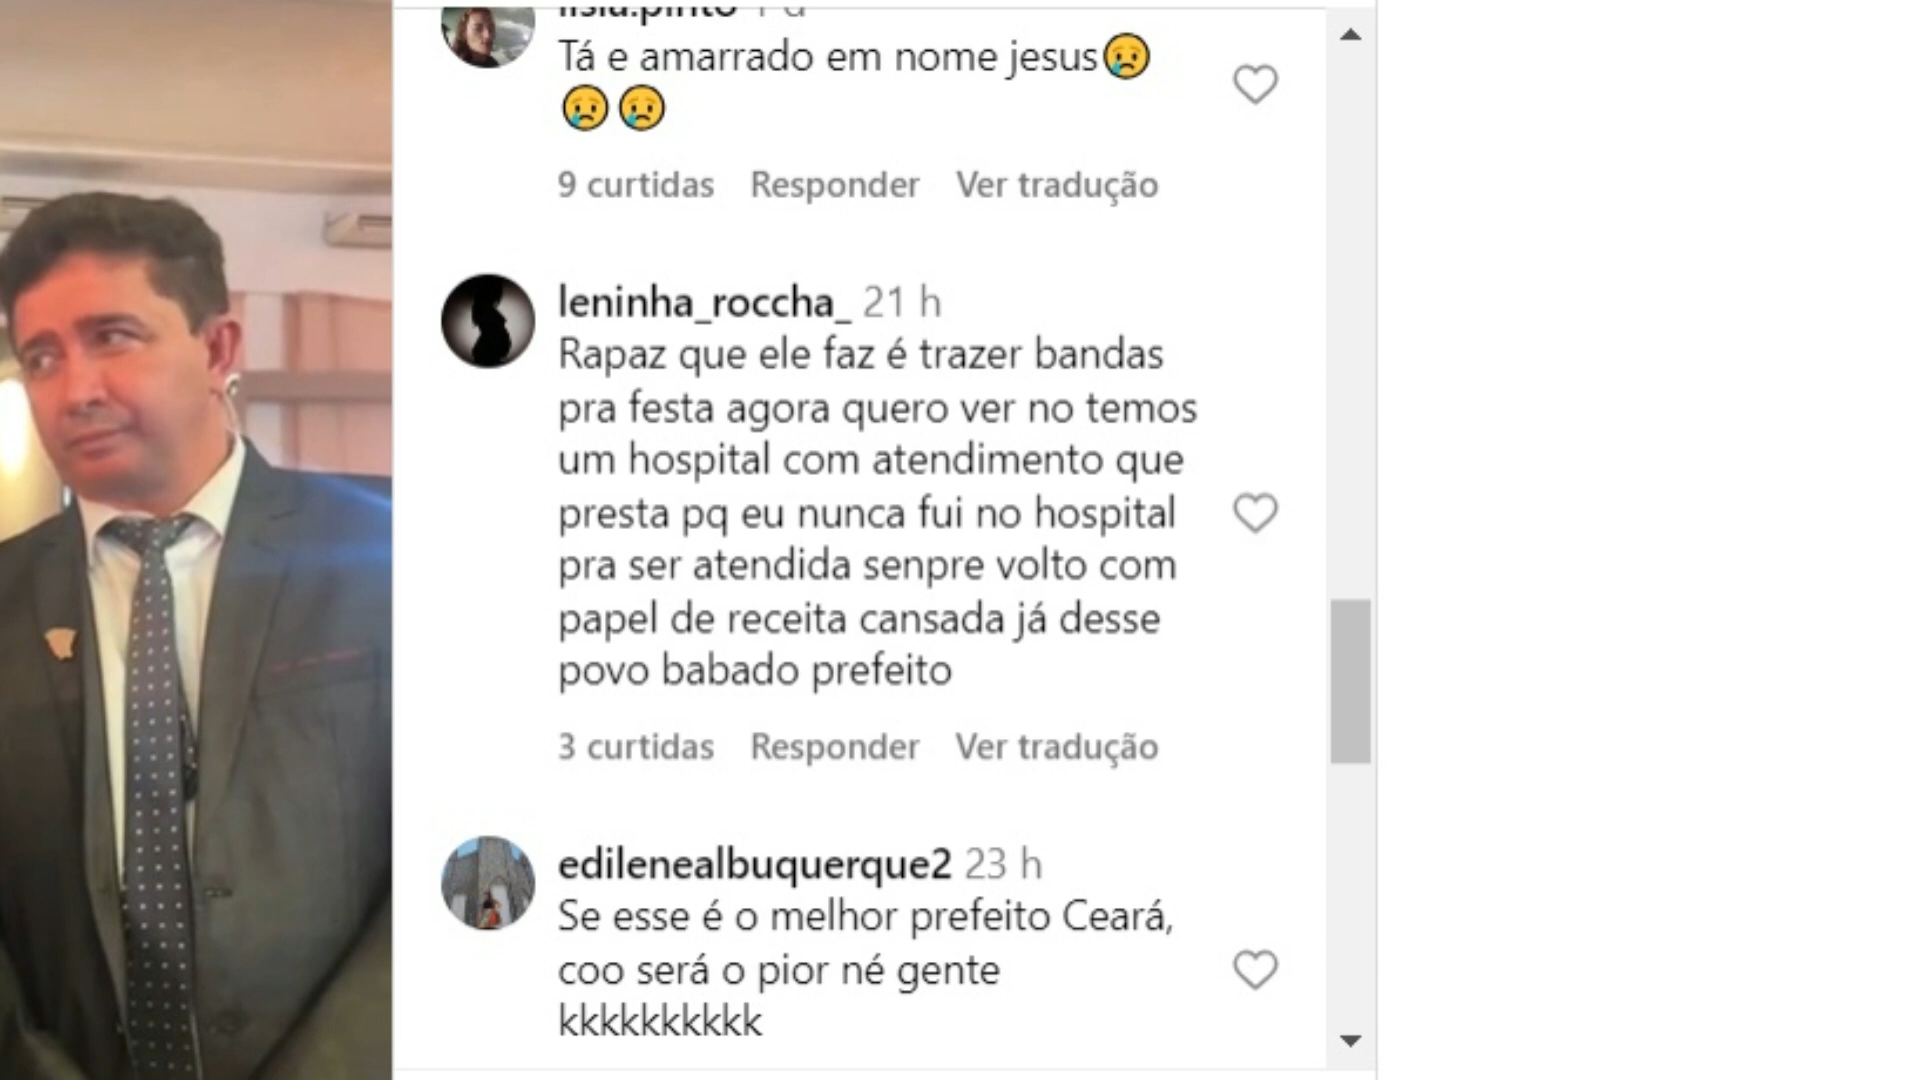 Tá e amarrado em nome jesus😢
😢😢
9 curtidas Responder Ver tradução
leninha_roccha_ 21 h
Rapaz que ele faz é trazer bandas
pra festa agora quero ver no temos
um hospital com atendimento que
presta pq eu nunca fui no hospital
pra ser atendida senpre volto com
papel de receita cansada já desse
povo babado prefeito
3 curtidas Responder Ver tradução
edilenealbuquerque2 23 h
Se esse é o melhor prefeito Ceará,
coo será o pior né gente
kkkkkkkkkk